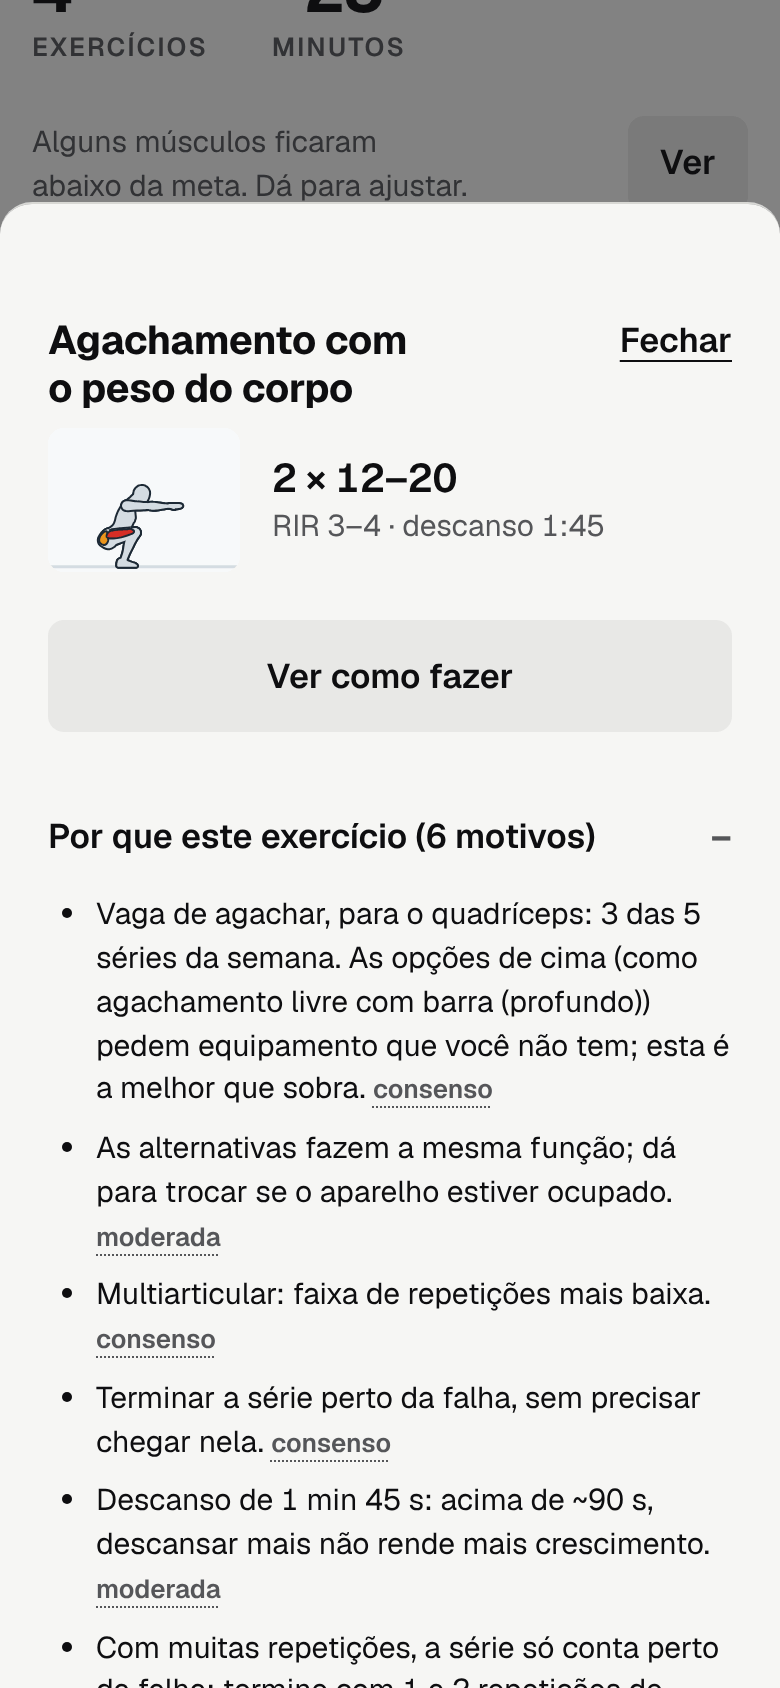 EXERCÍCIOS
MINUTOS
Alguns músculos ficaram
abaixo da meta. Dá para ajustar.
Ver
Agachamento com
o peso do corpo
Fechar
2 × 12–20
RIR 3–4 · descanso 1:45
Ver como fazer
Por que este exercício (6 motivos) –
• Vaga de agachar, para o quadríceps: 3 das 5
séries da semana. As opções de cima (como
agachamento livre com barra (profundo))
pedem equipamento que você não tem; esta é
a melhor que sobra. consenso
• As alternativas fazem a mesma função; dá
para trocar se o aparelho estiver ocupado.
moderada
• Multiarticular: faixa de repetições mais baixa.
consenso
• Terminar a série perto da falha, sem precisar
chegar nela. consenso
• Descanso de 1 min 45 s: acima de ~90 s,
descansar mais não rende mais crescimento.
moderada
• Com muitas repetições, a série só conta perto